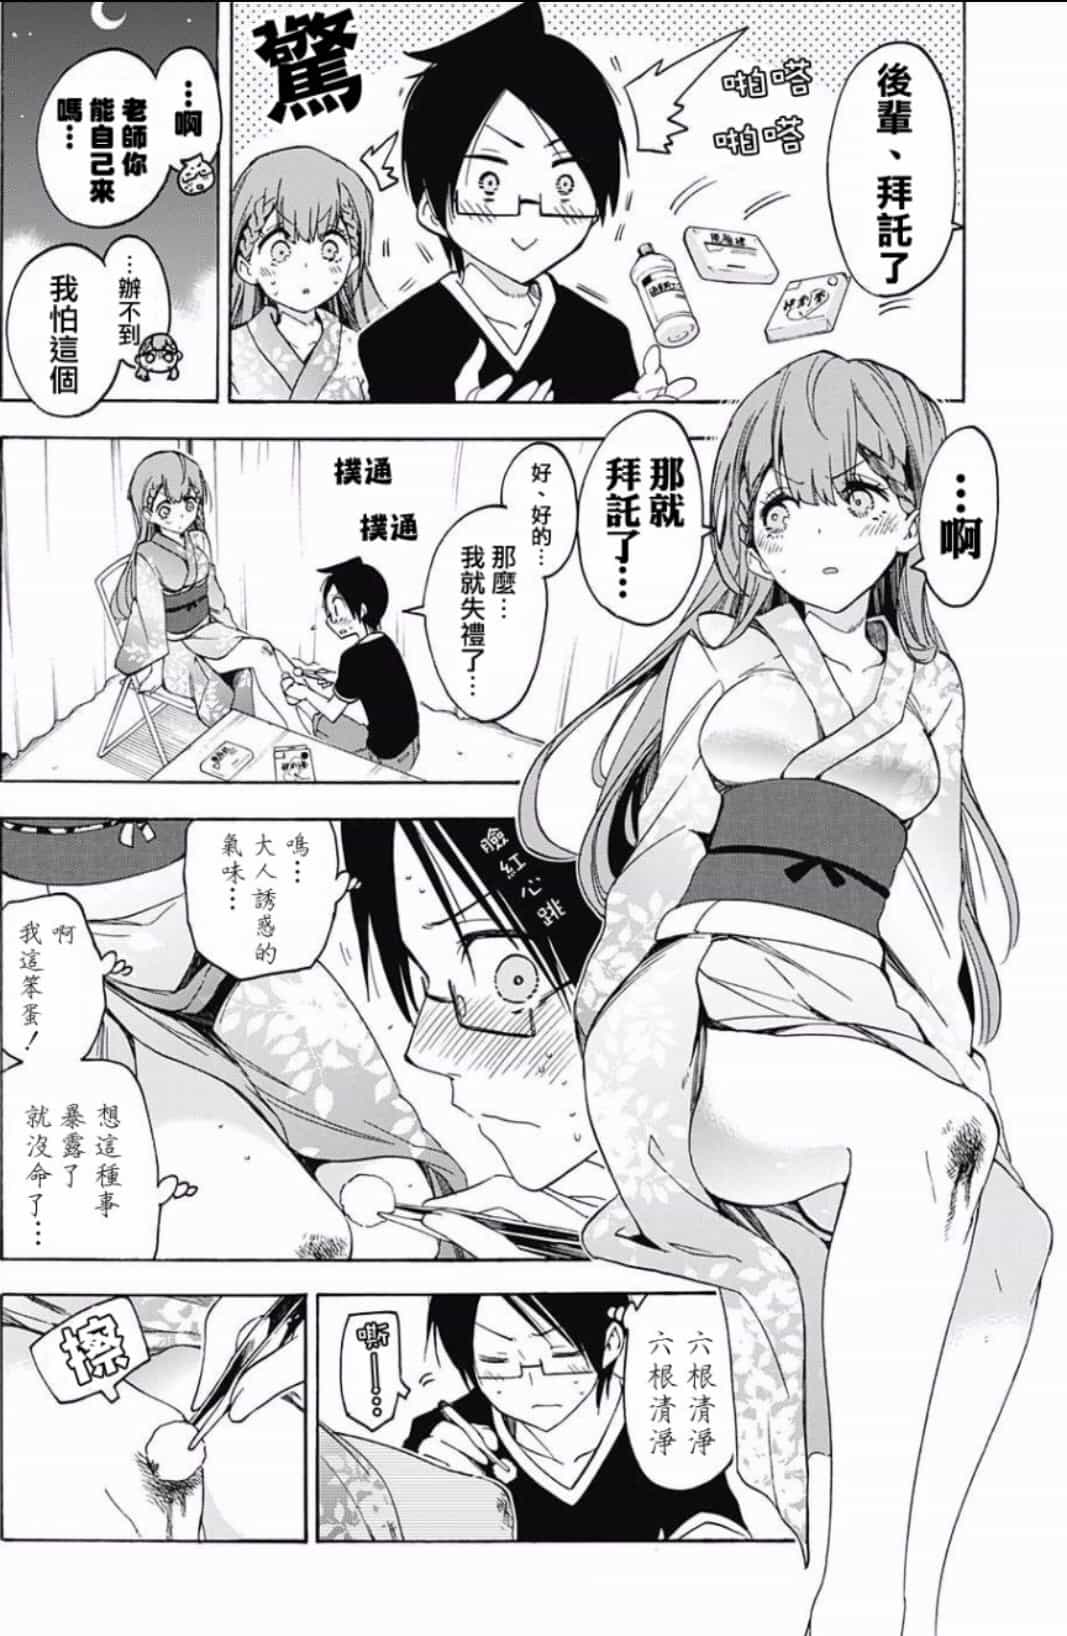 後輩、拜託了
啪嗒
啪嗒
驚
…啊
老師你
能自己來
嗎…
…辦不到
我怕這個
…啊
那就
拜託了…
好、好的…
那麼…
我就失禮了…
撲通
撲通
臉紅心跳
嗚…
大人誘惑的
氣味…
啊
我這笨蛋!
想這種事
暴露了
就沒命了…
六根清淨
六根清淨
嘶——…
擦